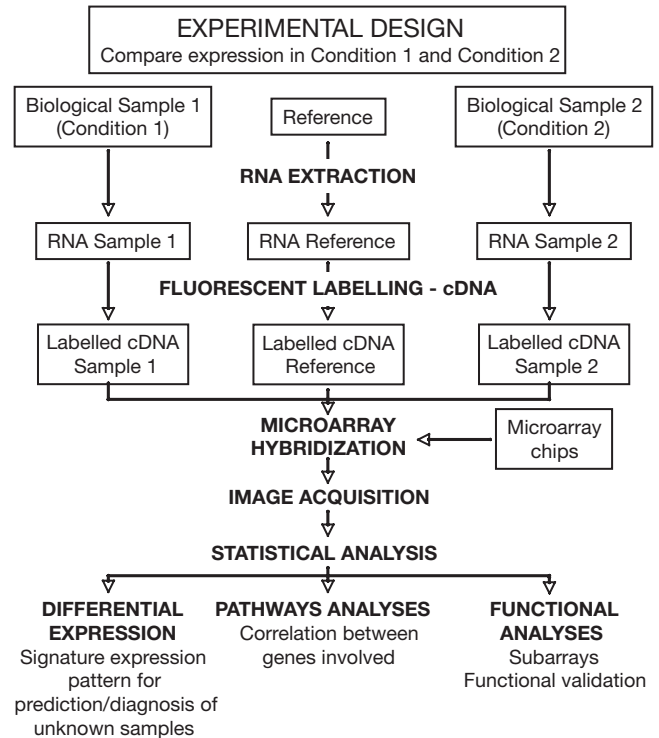 EXPERIMENTAL DESIGN
Compare expression in Condition 1 and Condition 2
Biological Sample 1
(Condition 1)
Reference
Biological Sample 2
(Condition 2)
RNA EXTRACTION
RNA Sample 1
RNA Reference
RNA Sample 2
FLUORESCENT LABELLING - cDNA
Labelled cDNA
Sample 1
Labelled cDNA
Reference
Labelled cDNA
Sample 2
MICROARRAY
HYBRIDIZATION
Microarray
chips
IMAGE ACQUISITION
STATISTICAL ANALYSIS
DIFFERENTIAL
EXPRESSION
Signature expression
pattern for
prediction/diagnosis of
unknown samples
PATHWAYS ANALYSES
Correlation between
genes involved
FUNCTIONAL
ANALYSES
Subarrays
Functional validation